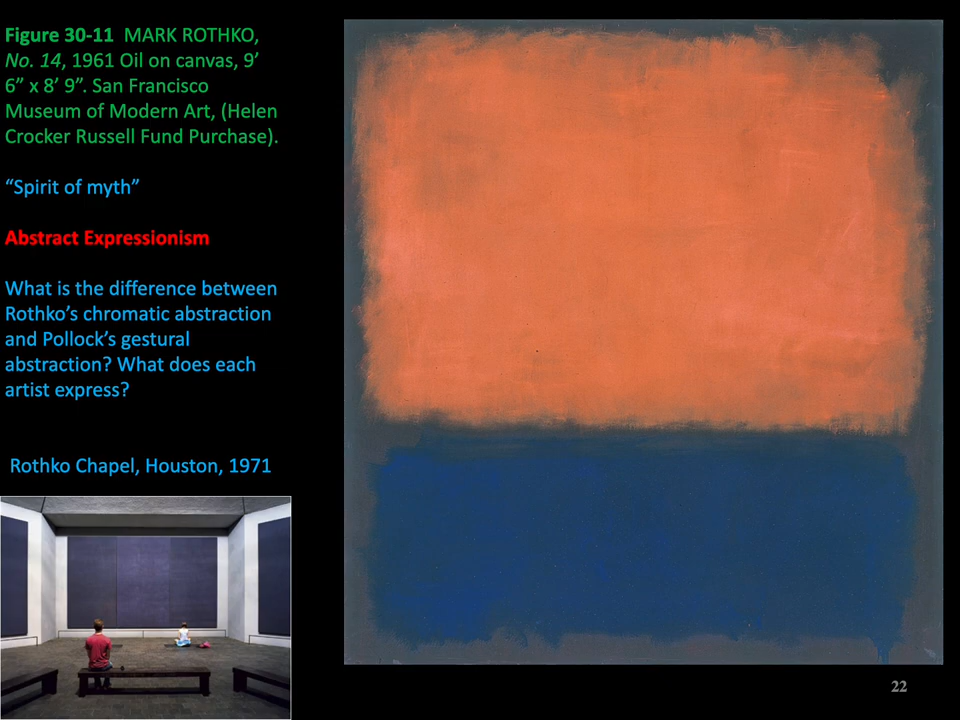 Figure 30-11  MARK ROTHKO,
No. 14, 1961 Oil on canvas, 9’
6” x 8’ 9”. San Francisco
Museum of Modern Art, (Helen
Crocker Russell Fund Purchase).
“Spirit of myth”
Abstract Expressionism
What is the difference between
Rothko’s chromatic abstraction
and Pollock’s gestural
abstraction? What does each
artist express?
Rothko Chapel, Houston, 1971
22